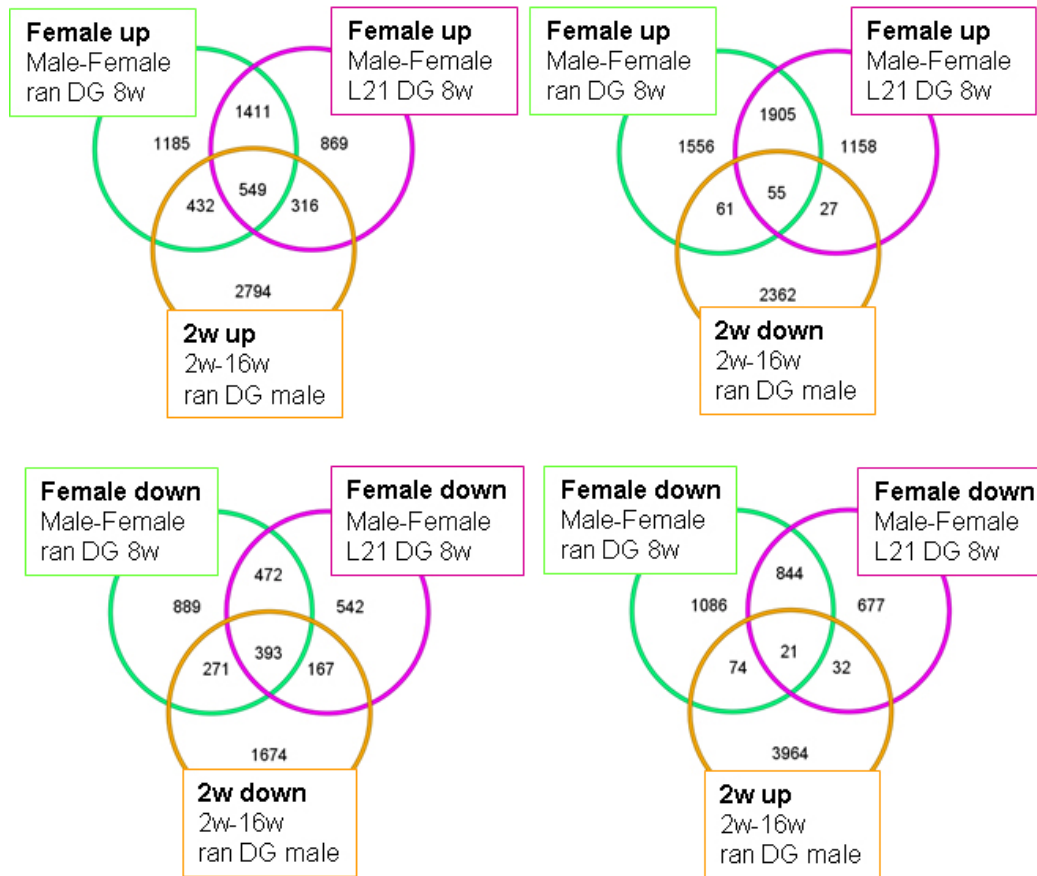 Female up
Male-Female
ran DG 8w
Female up
Male-Female
L21 DG 8w
1411
1185
869
549
432
316
2794
2w up
2w-16w
ran DG male
Female up
Male-Female
ran DG 8w
Female up
Male-Female
L21 DG 8w
1905
1556
1158
55
61
27
2362
2w down
2w-16w
ran DG male
Female down
Male-Female
ran DG 8w
Female down
Male-Female
L21 DG 8w
472
889
542
393
271
167
1674
2w down
2w-16w
ran DG male
Female down
Male-Female
ran DG 8w
Female down
Male-Female
L21 DG 8w
844
1086
677
21
74
32
3964
2w up
2w-16w
ran DG male